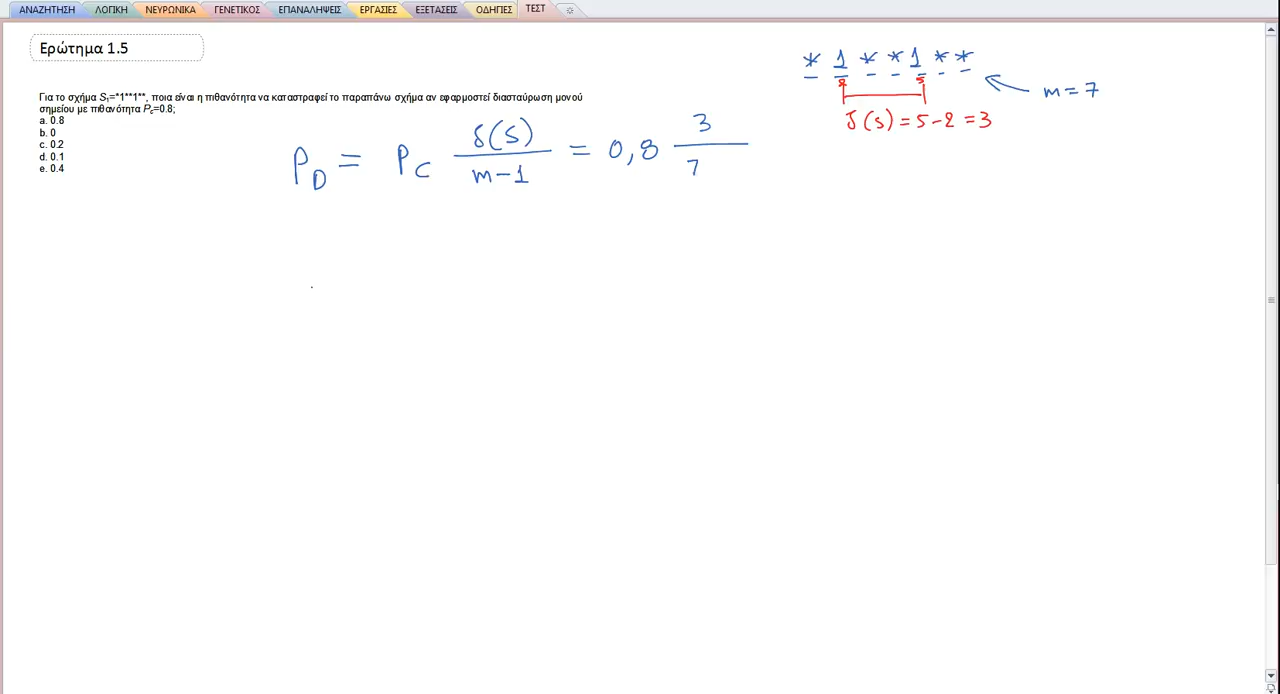 ΑΝΑΖΗΤΗΣΗ ΛΟΓΙΚΗ ΝΕΥΡΩΝΙΚΑ ΓΕΝΕΤΙΚΟΣ ΕΠΑΝΑΛΗΨΕΙΣ ΕΡΓΑΣΙΕΣ ΕΞΕΤΑΣΕΙΣ ΟΔΗΓΙΕΣ ΤΕΣΤ
Ερώτημα 1.5
* 1 * * 1 * *
2 5
m = 7
δ(s) = 5 - 2 = 3
Για το σχήμα S₁=*1**1**, ποια είναι η πιθανότητα να καταστραφεί το παραπάνω σχήμα αν εφαρμοστεί διασταύρωση μονού
σημείου με πιθανότητα Pc=0.8;
a. 0.8
b. 0
c. 0.2
d. 0.1
e. 0.4
P_D = P_C δ(S) / m-1 = 0,8 3 / 7